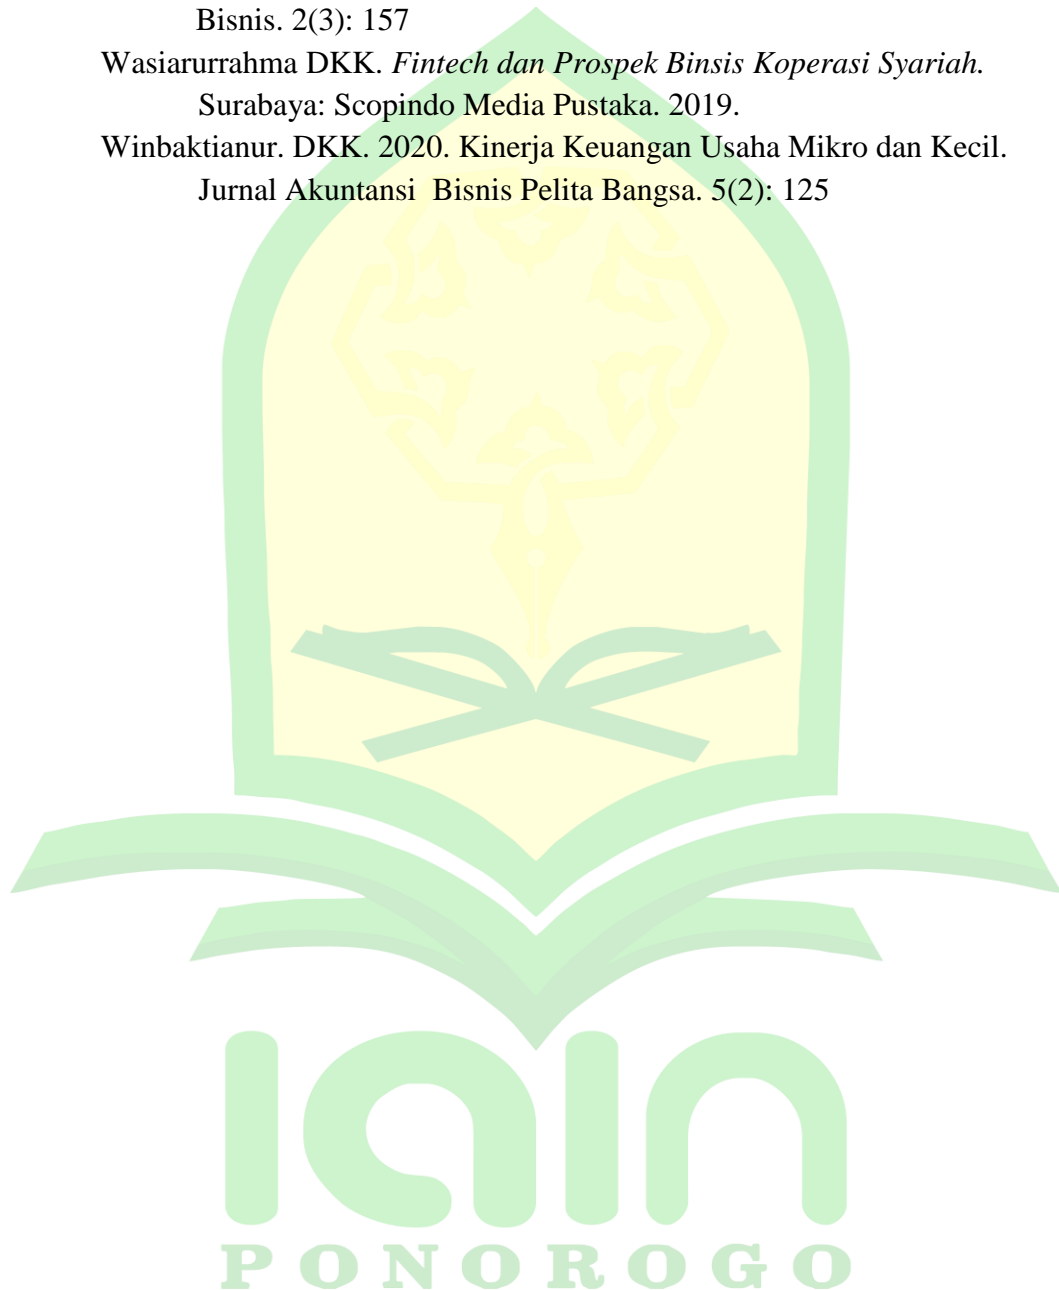 Bisnis. 2(3): 157
Wasiarurrahma DKK. Fintech dan Prospek Binsis Koperasi Syariah.
Surabaya: Scopindo Media Pustaka. 2019.
Winbaktianur. DKK. 2020. Kinerja Keuangan Usaha Mikro dan Kecil.
Jurnal Akuntansi  Bisnis Pelita Bangsa. 5(2): 125
iain
PONOROGO